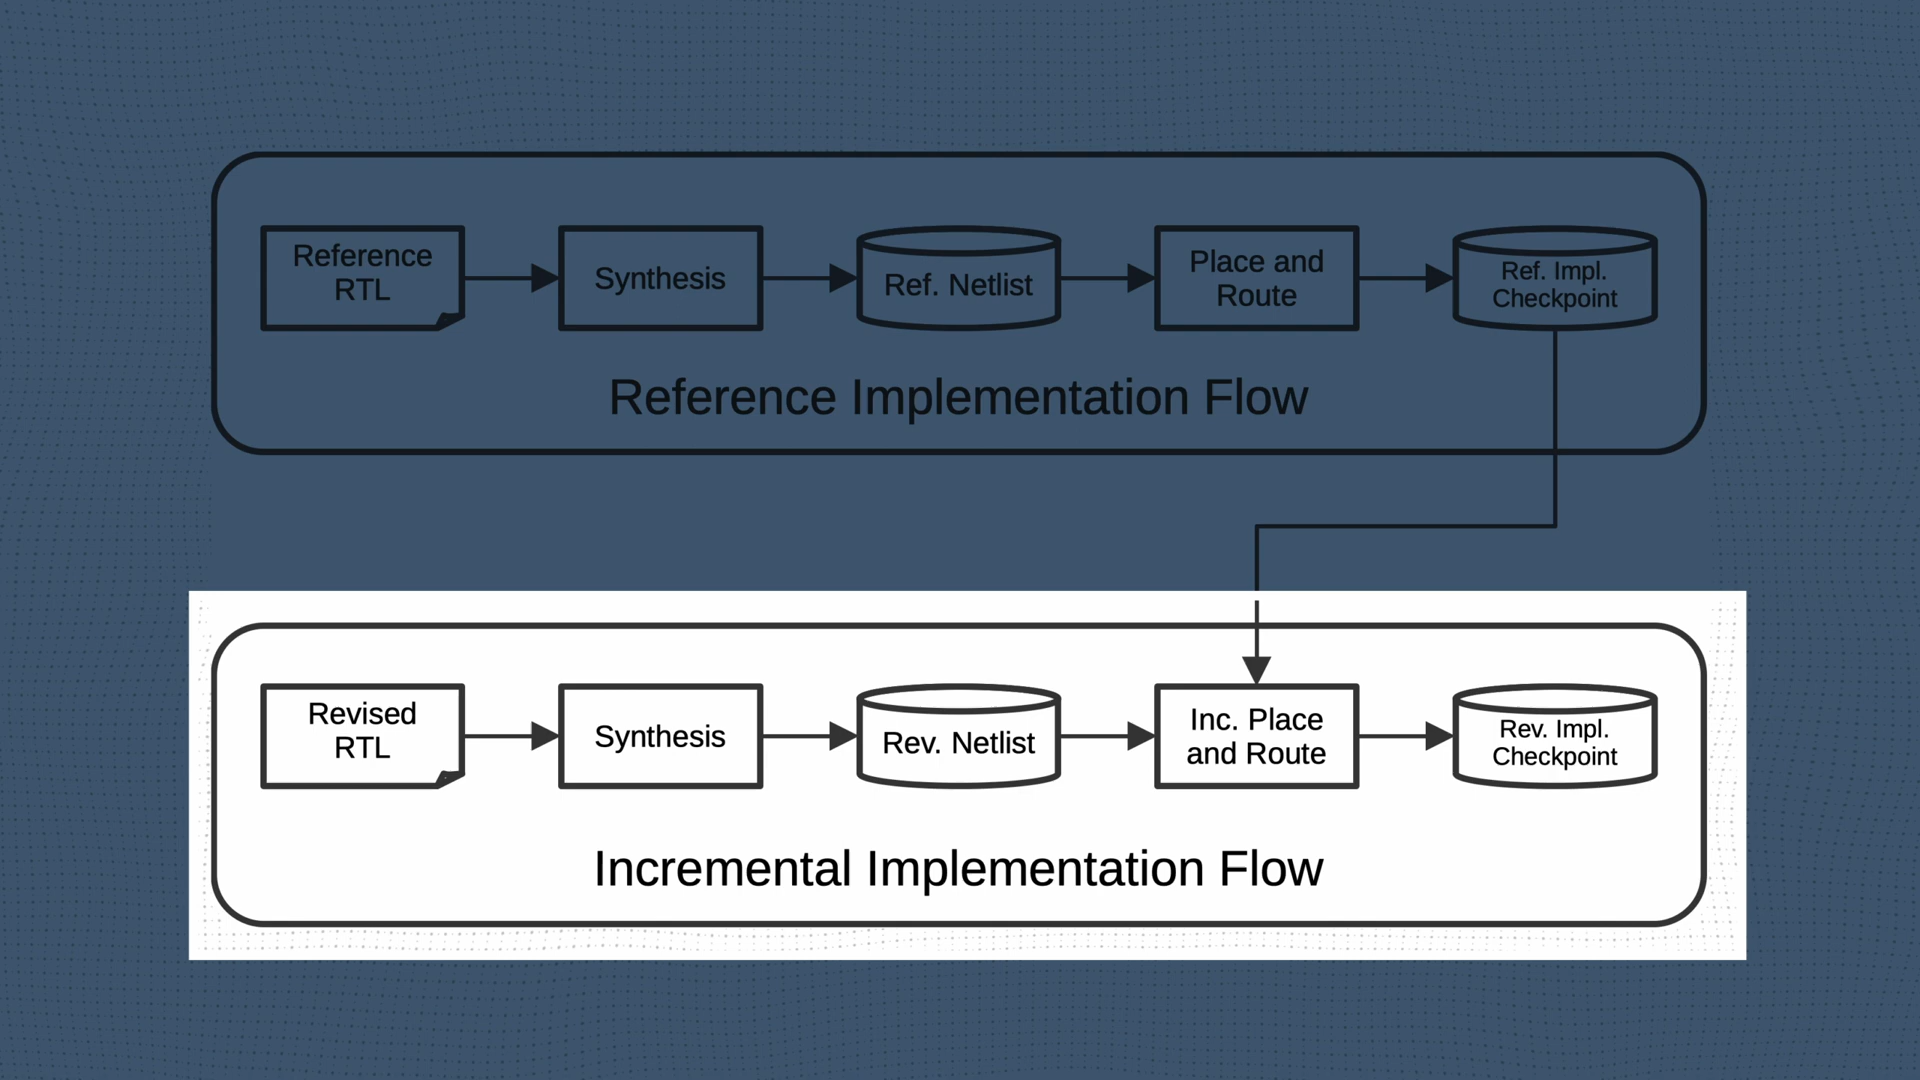 Reference
RTL
Synthesis
Ref. Netlist
Place and
Route
Ref. Impl.
Checkpoint
Reference Implementation Flow
Revised
RTL
Synthesis
Rev. Netlist
Inc. Place
and Route
Rev. Impl.
Checkpoint
Incremental Implementation Flow